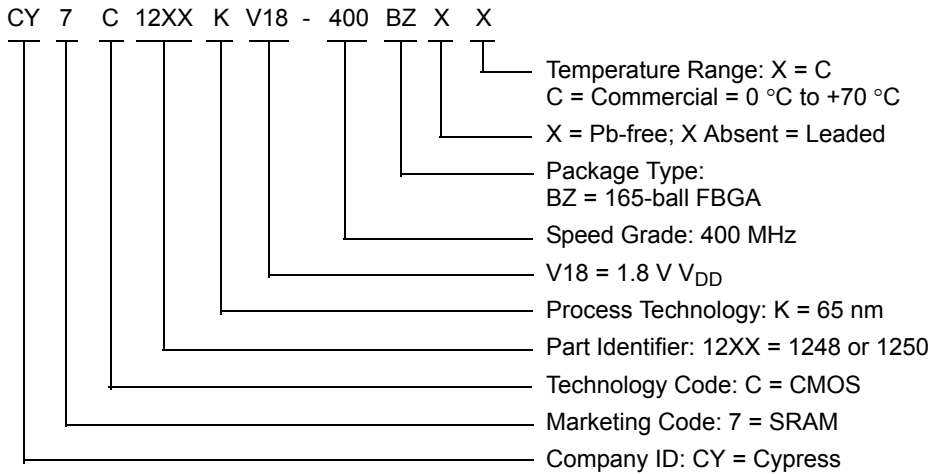 CY 7 C 12XX K V18 - 400 BZ X X
Temperature Range: X = C
C = Commercial = 0 °C to +70 °C
X = Pb-free; X Absent = Leaded
Package Type:
BZ = 165-ball FBGA
Speed Grade: 400 MHz
V18 = 1.8 V VDD
Process Technology: K = 65 nm
Part Identifier: 12XX = 1248 or 1250
Technology Code: C = CMOS
Marketing Code: 7 = SRAM
Company ID: CY = Cypress